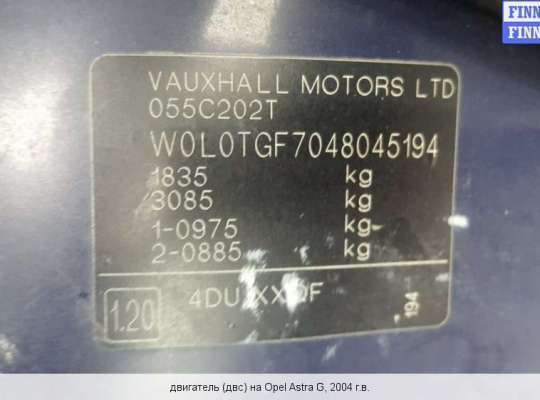 FINN
FINN
VAUXHALL MOTORS LTD
055C202T
W0L0TGF7048045194
1835 kg
3085 kg
1-0975 kg
2-0885 kg
1.20
194
двигатель (двс) на Opel Astra G, 2004 г.в.